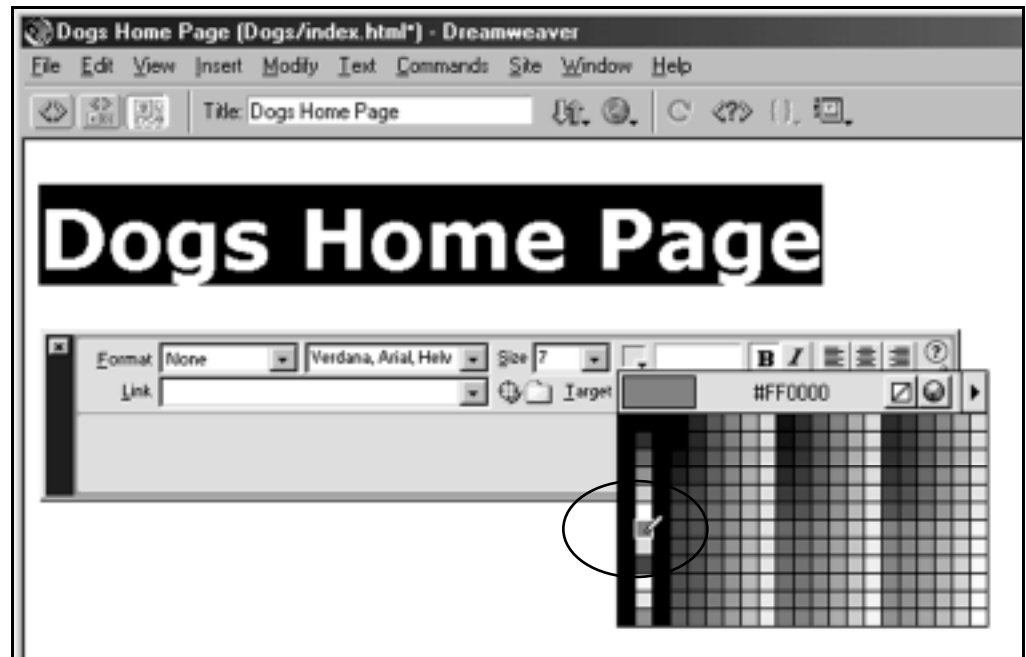 Dogs Home Page (Dogs/index.html*) - Dreamweaver
File Edit View Insert Modify Text Commands Site Window Help
Title: Dogs Home Page
Dogs Home Page
Format None Verdana, Arial, Helv Size 7 B I
Link Target
#FF0000